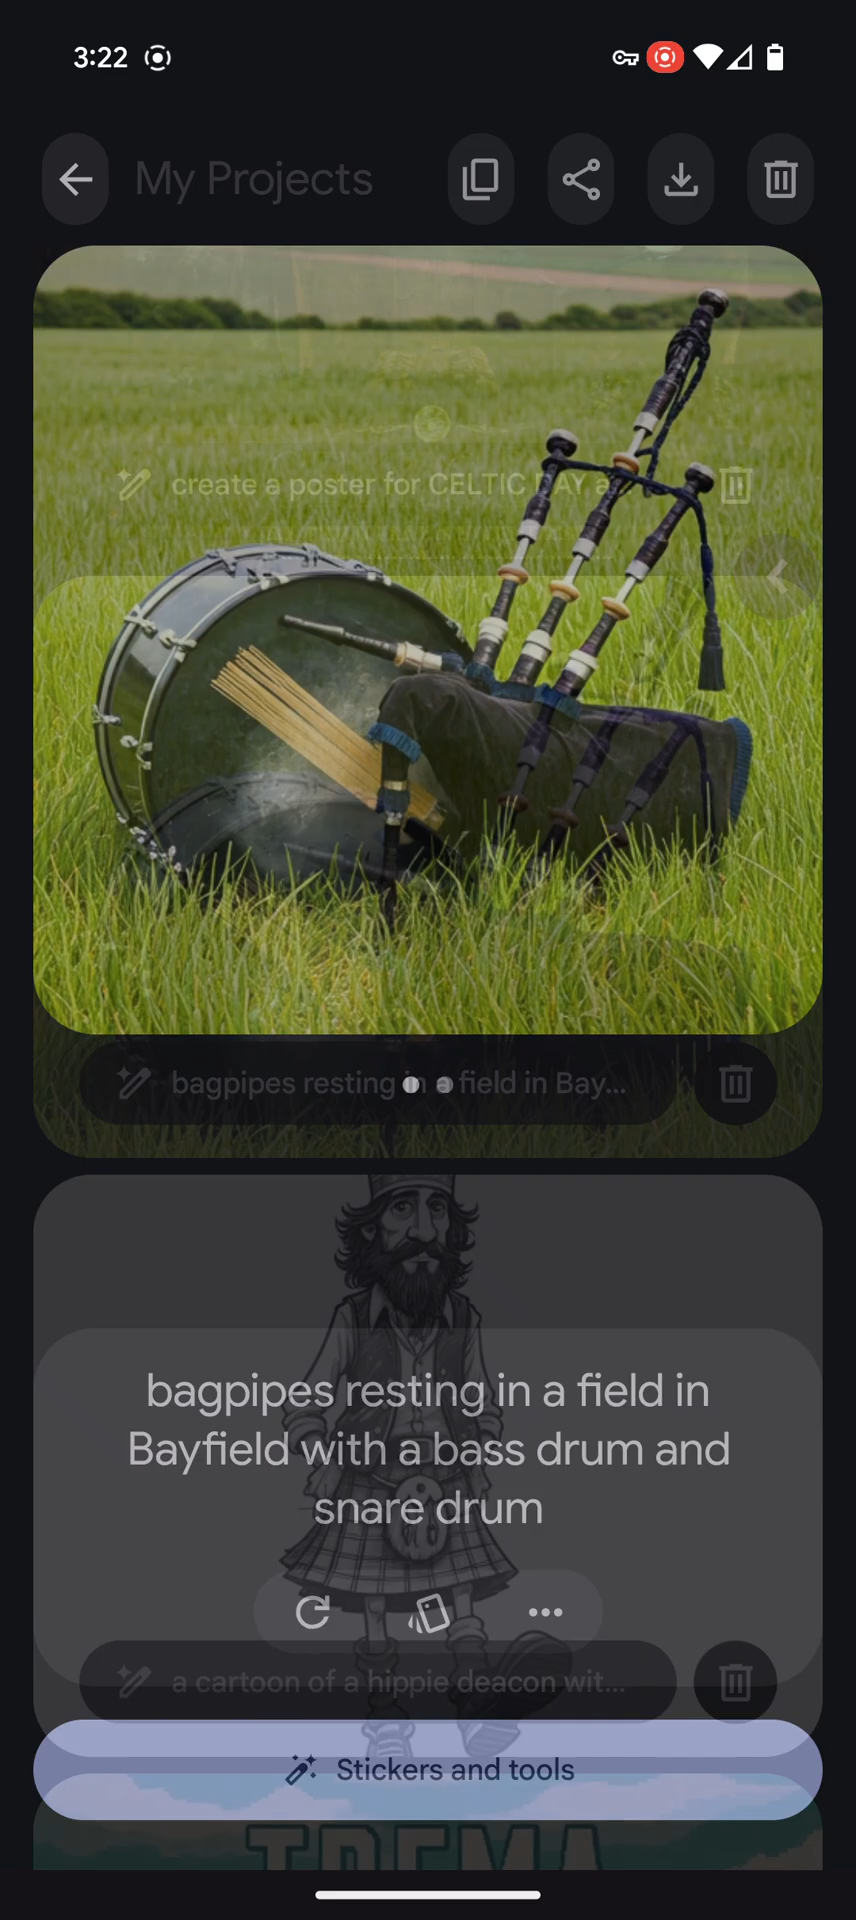 3:22
My Projects
create a poster for CELTIC DAY a
bagpipes resting in a field in Bay...
bagpipes resting in a field in
Bayfield with a bass drum and
snare drum
a cartoon of a hippie deacon wit...
Stickers and tools